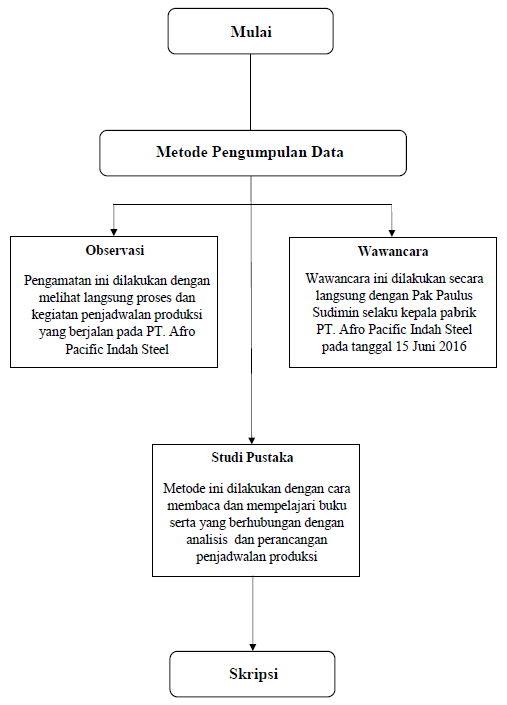 Mulai
Metode Pengumpulan Data
Observasi
Pengamatan ini dilakukan dengan
melihat langsung proses dan
kegiatan penjadwalan produksi
yang berjalan pada PT. Afro
Pacific Indah Steel
Wawancara
Wawancara ini dilakukan secara
langsung dengan Pak Paulus
Sudimin selaku kepala pabrik
PT. Afro Pacific Indah Steel
pada tanggal 15 Juni 2016
Studi Pustaka
Metode ini dilakukan dengan cara
membaca dan mempelajari buku
serta yang berhubungan dengan
analisis dan perancangan
penjadwalan produksi
Skripsi